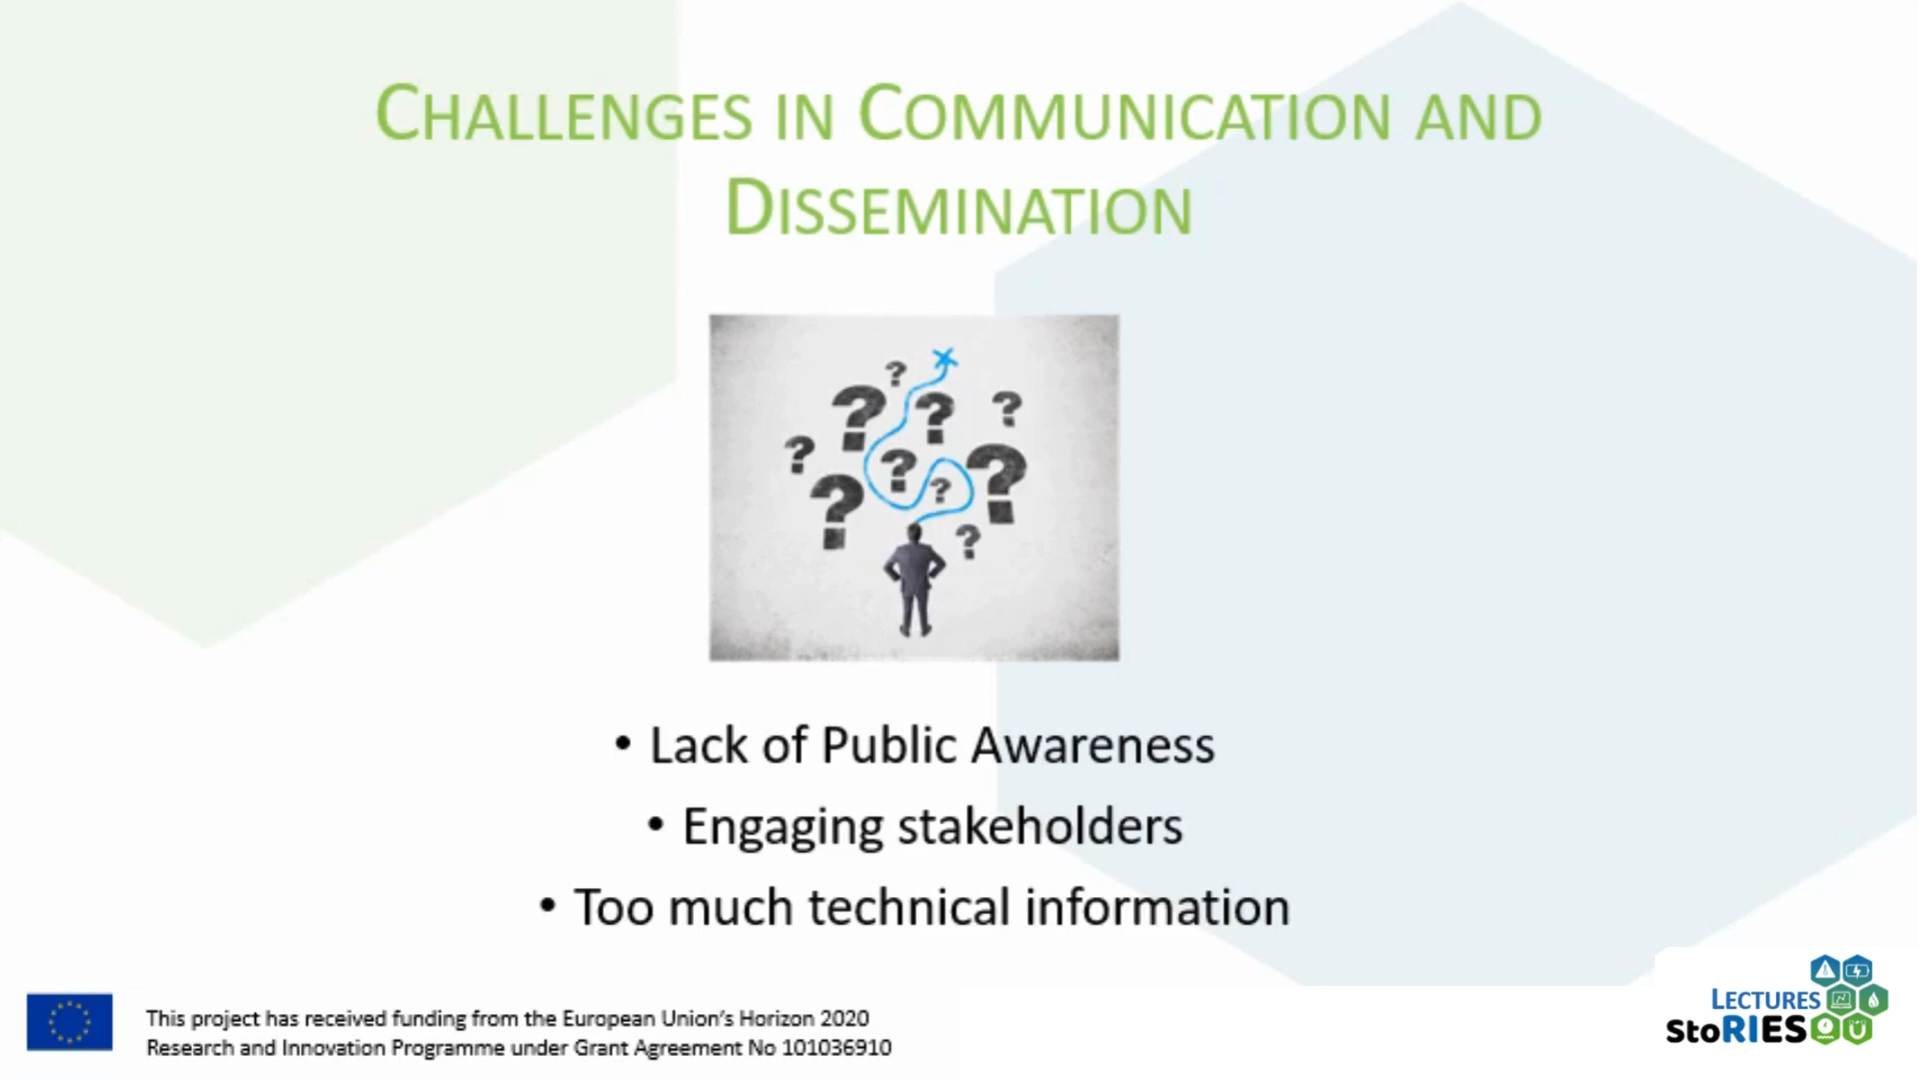 CHALLENGES IN COMMUNICATION AND
DISSEMINATION
? ? ? ? ? ? ? ? ? ?
• Lack of Public Awareness
• Engaging stakeholders
• Too much technical information
This project has received funding from the European Union's Horizon 2020
Research and Innovation Programme under Grant Agreement No 101036910
LECTURES
StoRIES